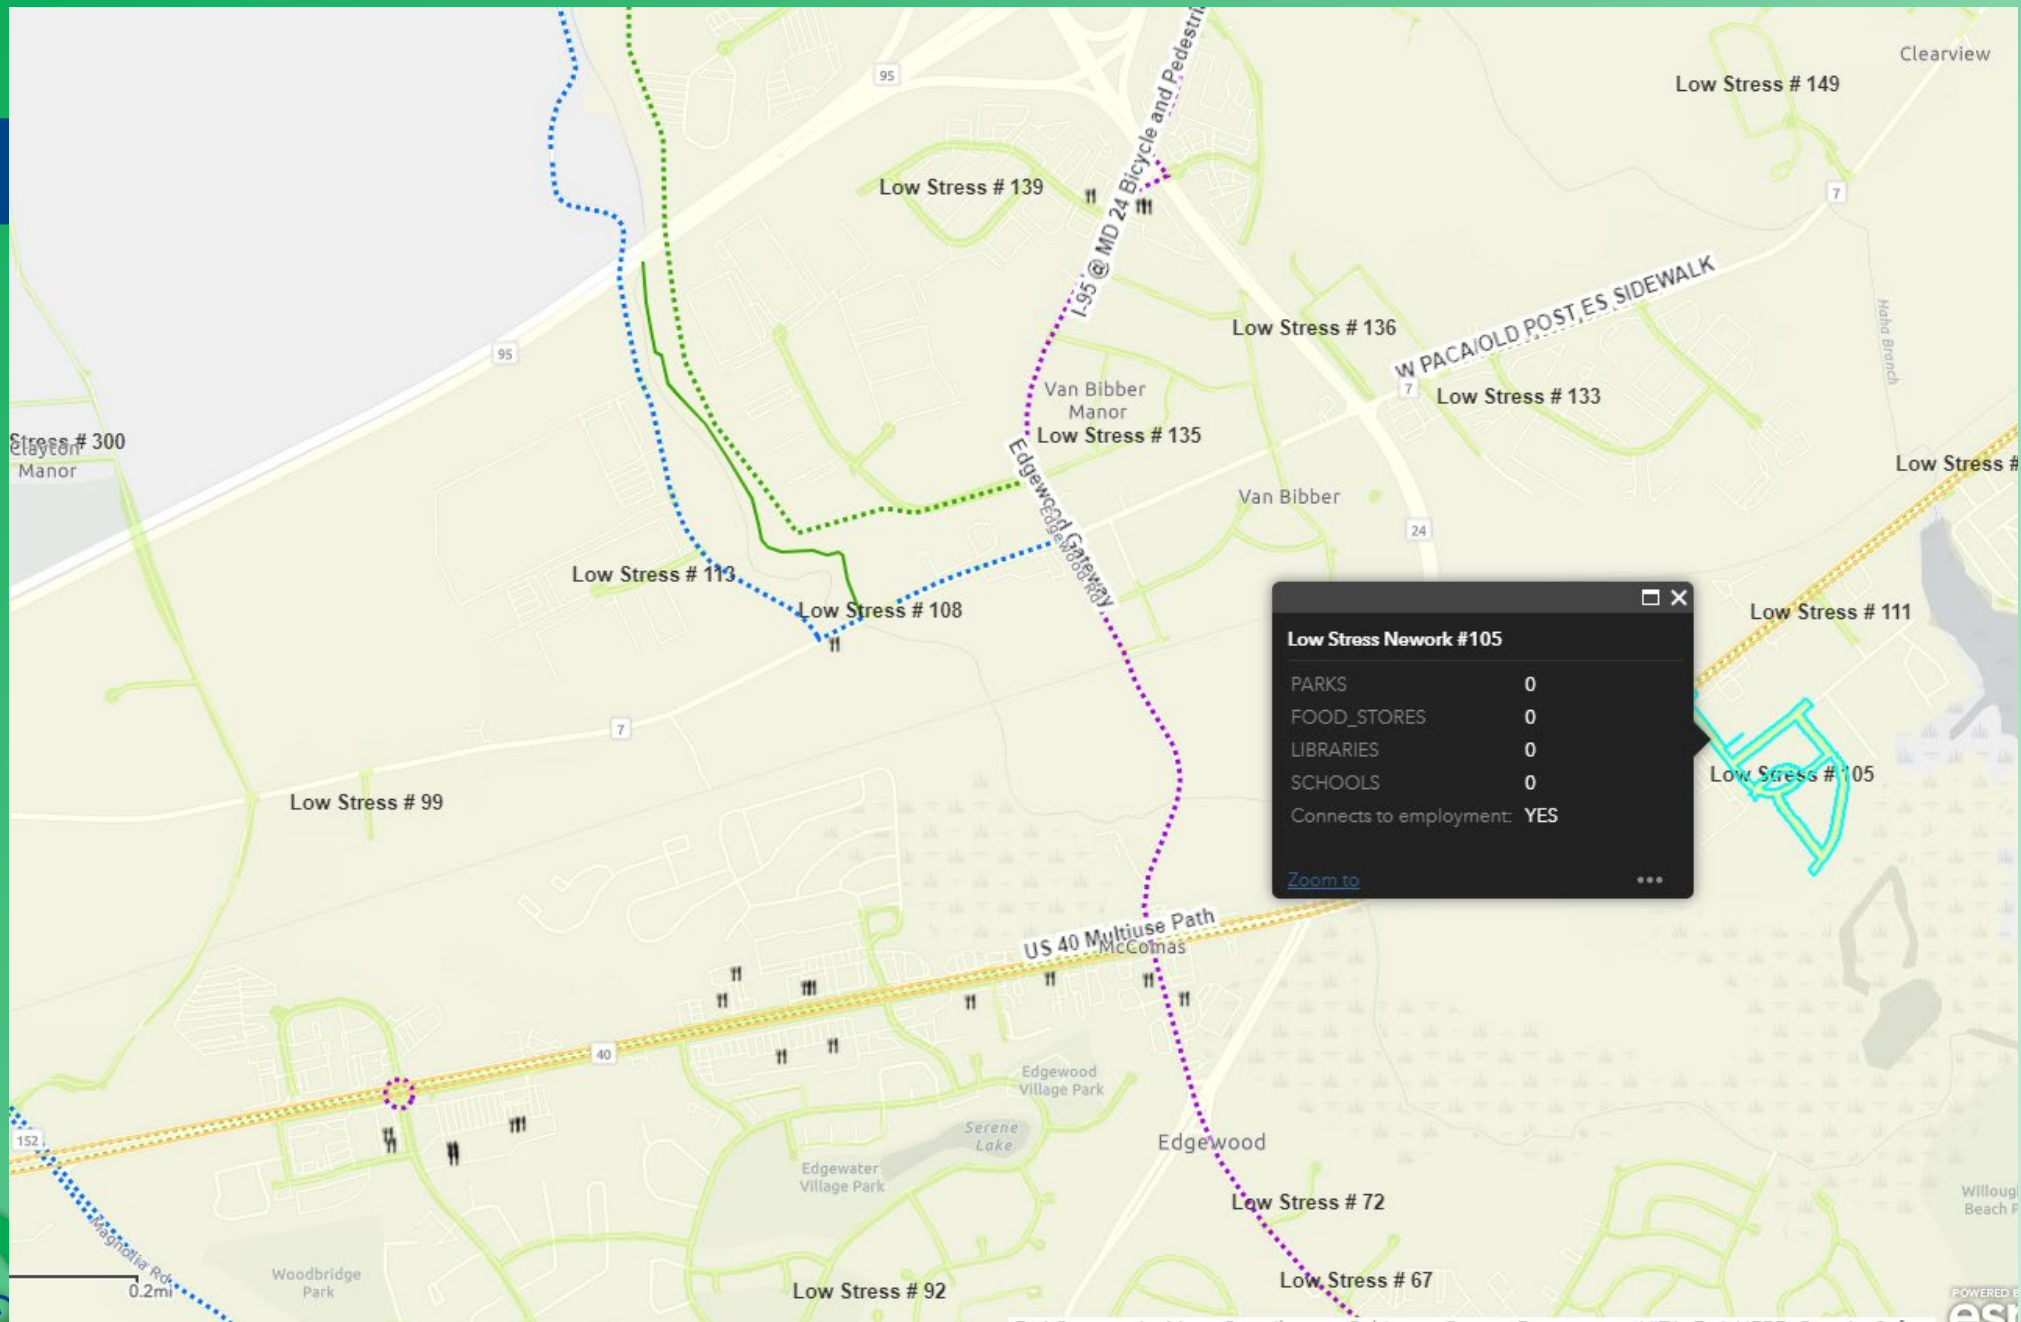 Clearview
95
Low Stress # 149
Low Stress # 139
7
I-95 @ MD 24 Bicycle and Pedestri
W PACA/OLD POST,ES SIDEWALK
Low Stress # 136
Haha Branch
95
7
Van Bibber
Manor
Low Stress # 133
Low Stress # 135
Stress # 300
Clayton
Manor
Low Stress #
Edgewood Gateway
Edgewood Rd
Van Bibber
24
Low Stress # 113
Low Stress # 108
Low Stress # 111
Low Stress Nework #105
PARKS 0
FOOD_STORES 0
LIBRARIES 0
SCHOOLS 0
Connects to employment: YES
Zoom to
Low Stress # 105
7
Low Stress # 99
US 40 Multiuse Path
McComas
40
Edgewood
Village Park
Serene
Lake
152
Edgewood
Edgewater
Village Park
Low Stress # 72
Willoug
Beach P
Magnolia Rd
Woodbridge
Park
0.2mi
Low Stress # 92
Low Stress # 67
POWERED B
esr